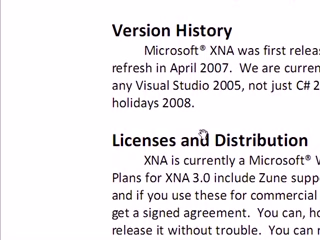 Version History
Microsoft® XNA was first relea
refresh in April 2007. We are curren
any Visual Studio 2005, not just C# 2
holidays 2008.
Licenses and Distribution
XNA is currently a Microsoft® V
Plans for XNA 3.0 include Zune supp
and if you use these for commercial
get a signed agreement. You can, ho
release it without trouble. You can r